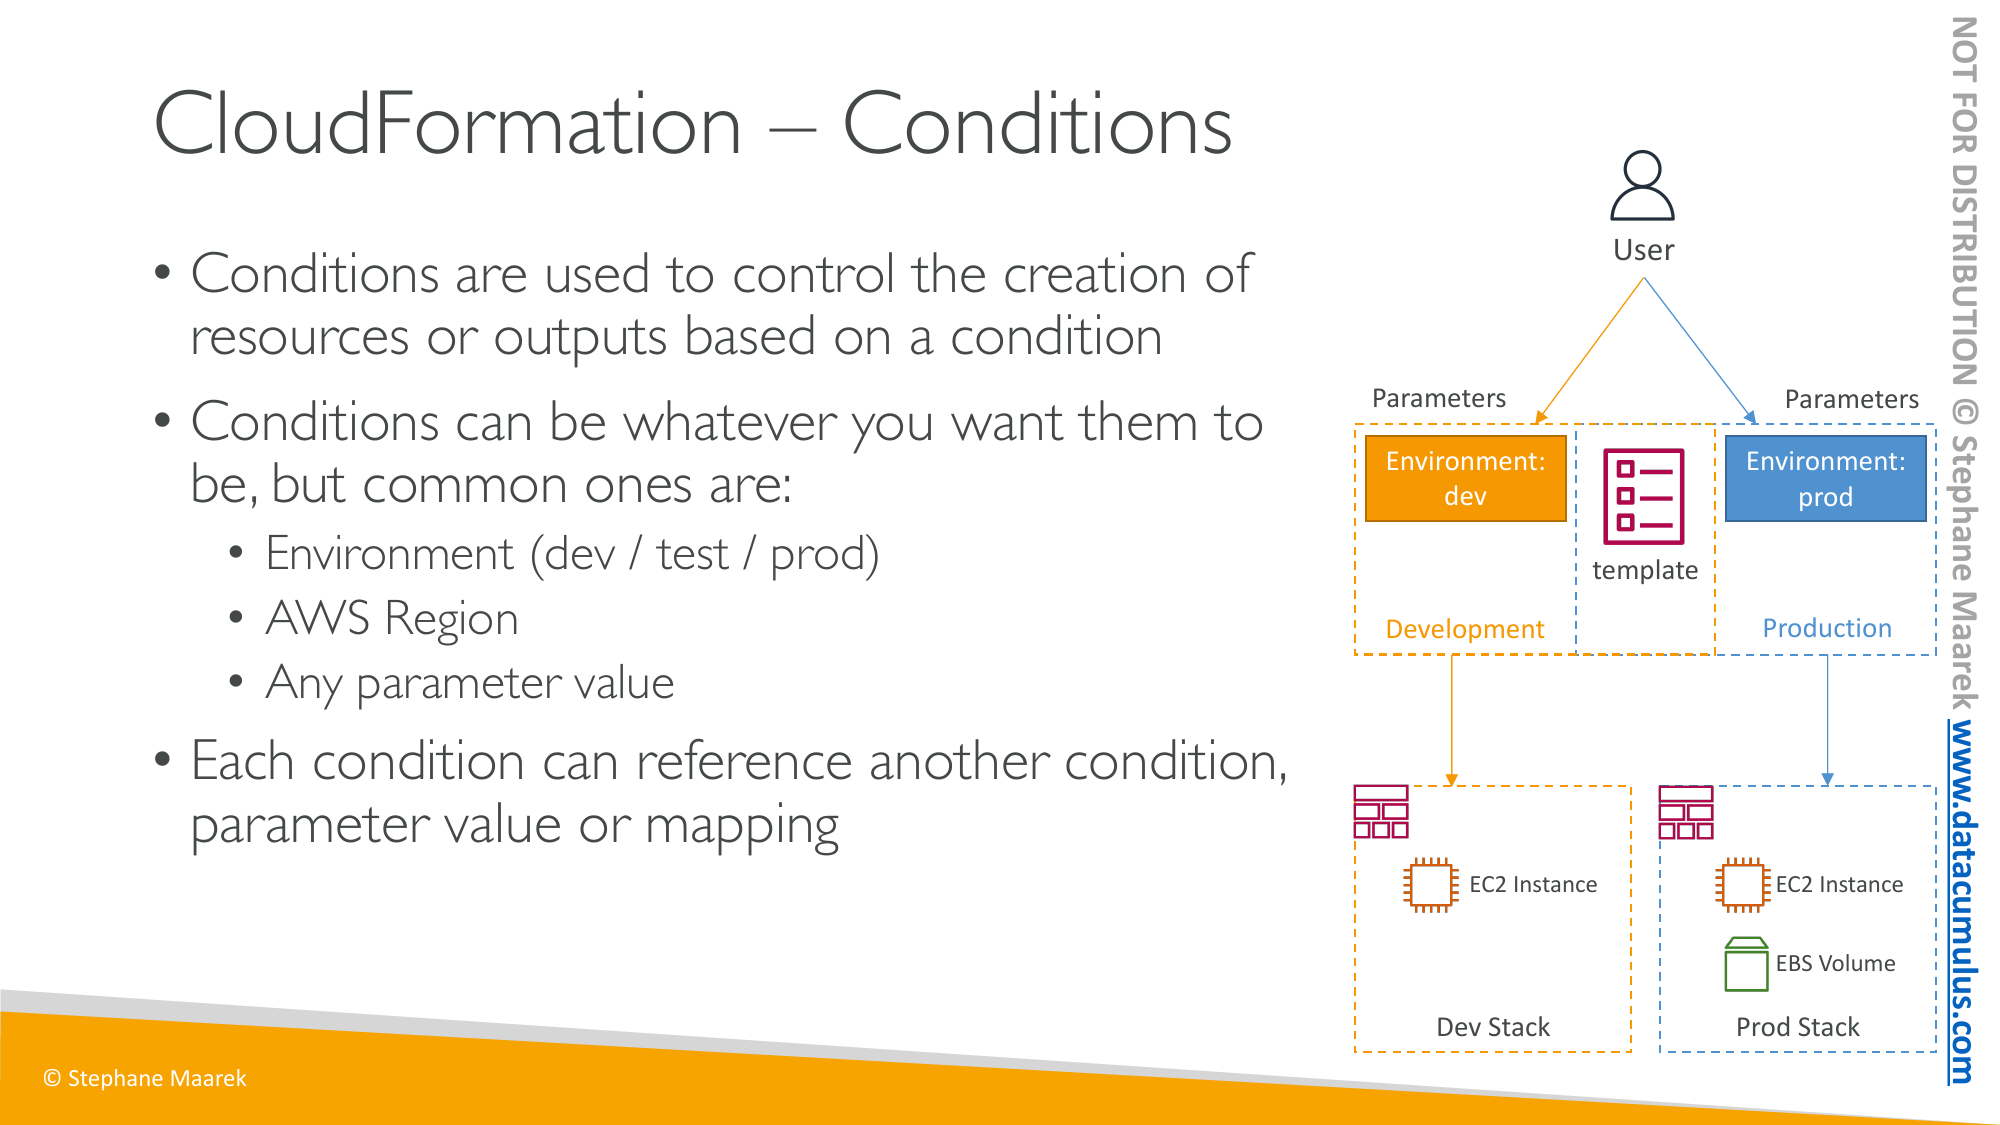 CloudFormation – Conditions
• Conditions are used to control the creation of
resources or outputs based on a condition
• Conditions can be whatever you want them to
be, but common ones are:
• Environment (dev / test / prod)
• AWS Region
• Any parameter value
• Each condition can reference another condition,
parameter value or mapping
User
Parameters
Parameters
Environment:
dev
template
Environment:
prod
Development
Production
EC2 Instance
Dev Stack
EC2 Instance
EBS Volume
Prod Stack
© Stephane Maarek
NOT FOR DISTRIBUTION © Stephane Maarek www.datacumulus.com